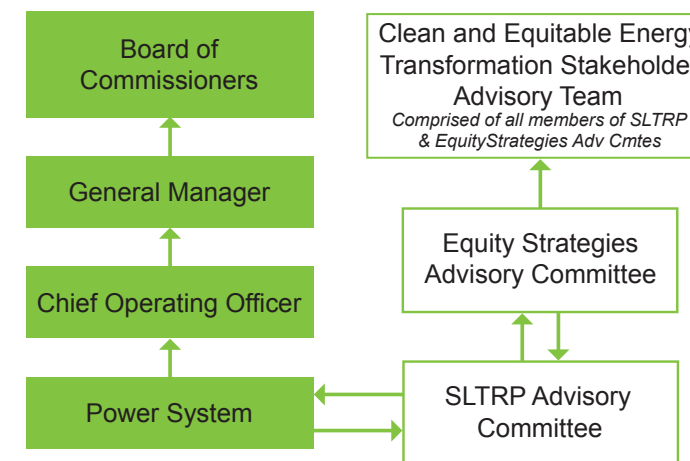 Board of
Commissioners
General Manager
Chief Operating Officer
Power System
Clean and Equitable Energy
Transformation Stakeholde
Advisory Team
Comprised of all members of SLTRP
& EquityStrategies Adv Cmtes
Equity Strategies
Advisory Committee
SLTRP Advisory
Committee